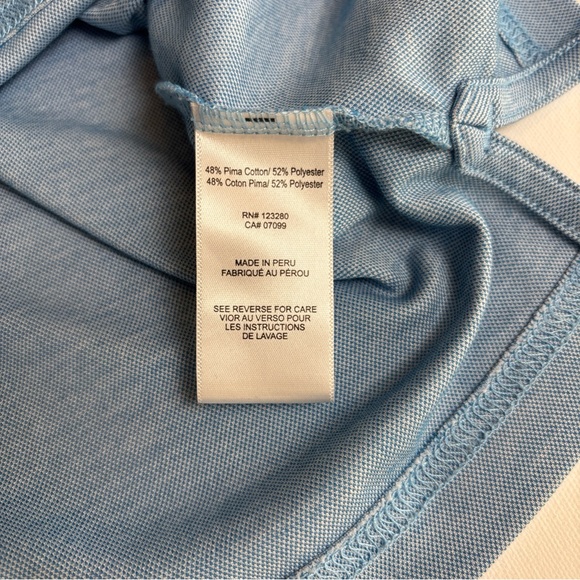 48% Pima Cotton/ 52% Polyester
48% Coton Pima/ 52% Polyester
RN# 123280
CA# 07099
MADE IN PERU
FABRIQUÉ AU PÉROU
SEE REVERSE FOR CARE
VIOR AU VERSO POUR
LES INSTRUCTIONS
DE LAVAGE